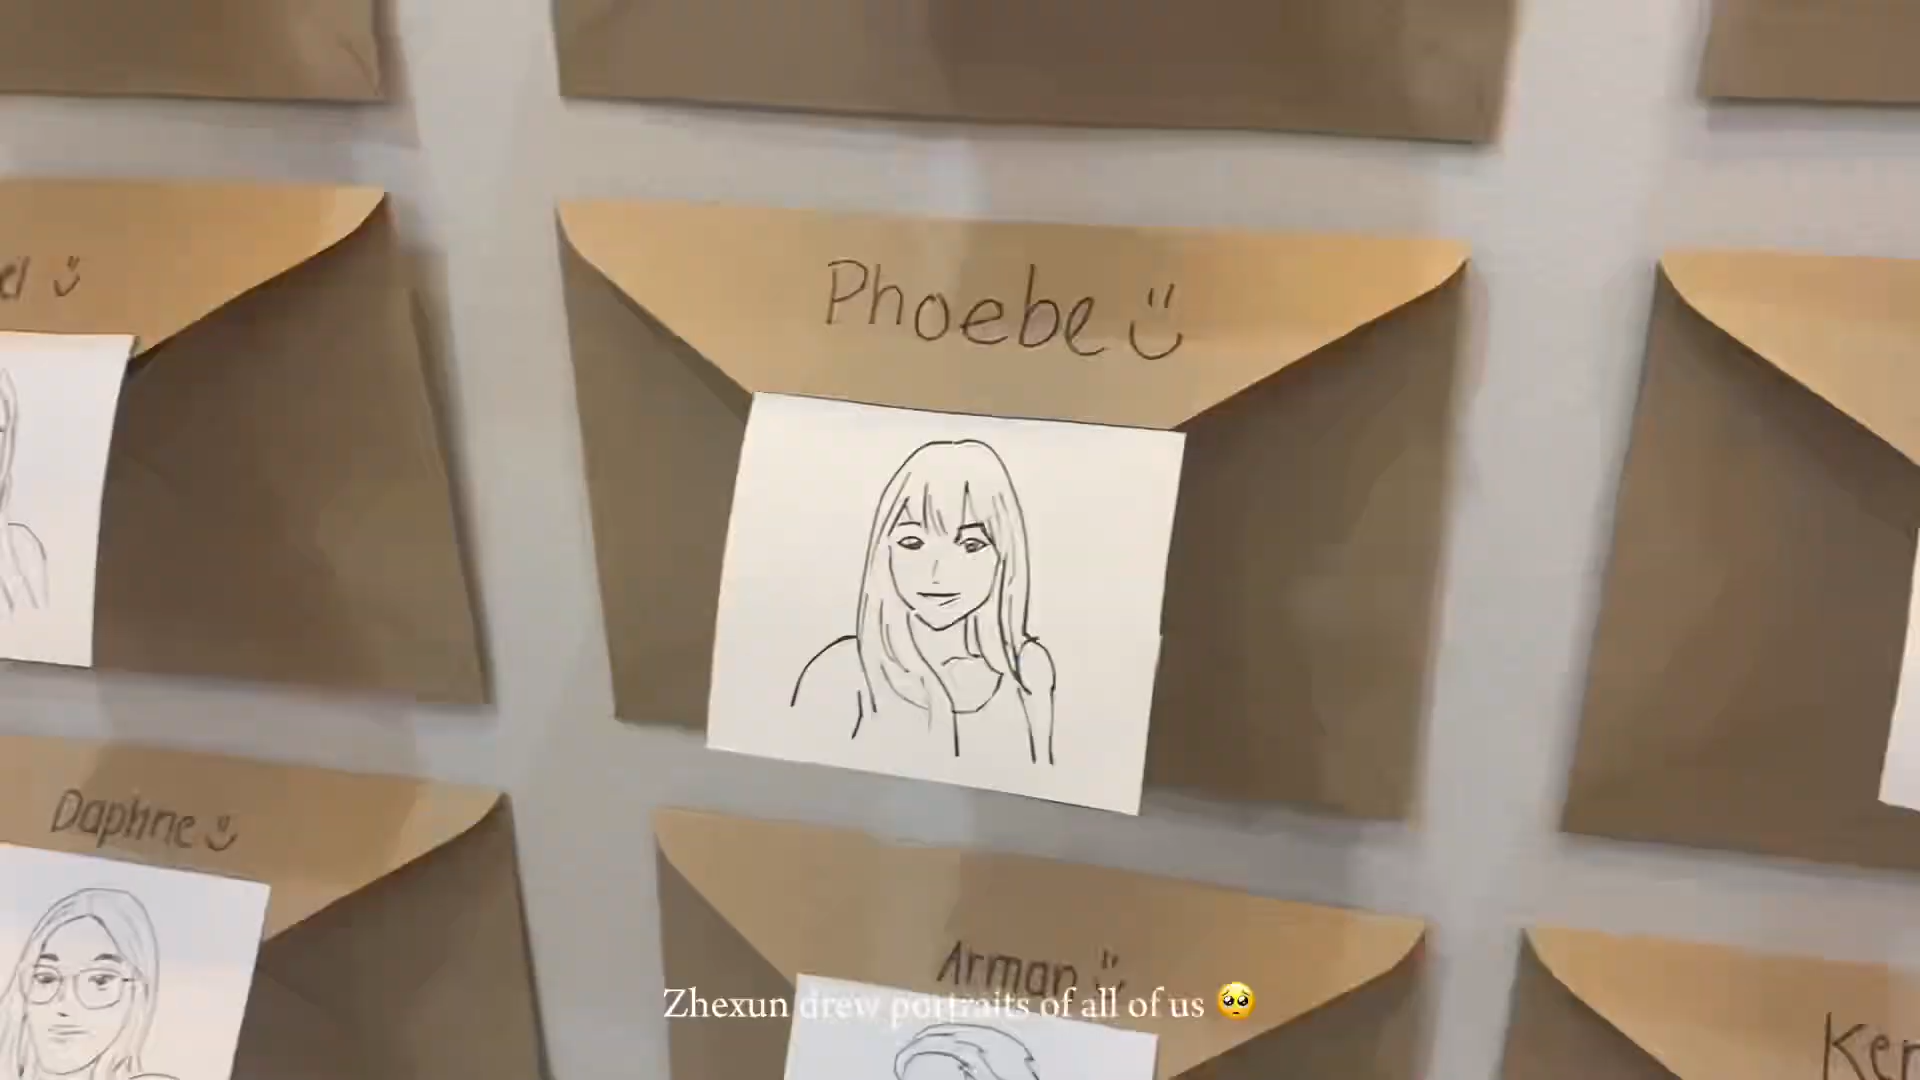 Phoebe
Daphne
Arman
Zhexun drew portraits of all of us 🥺